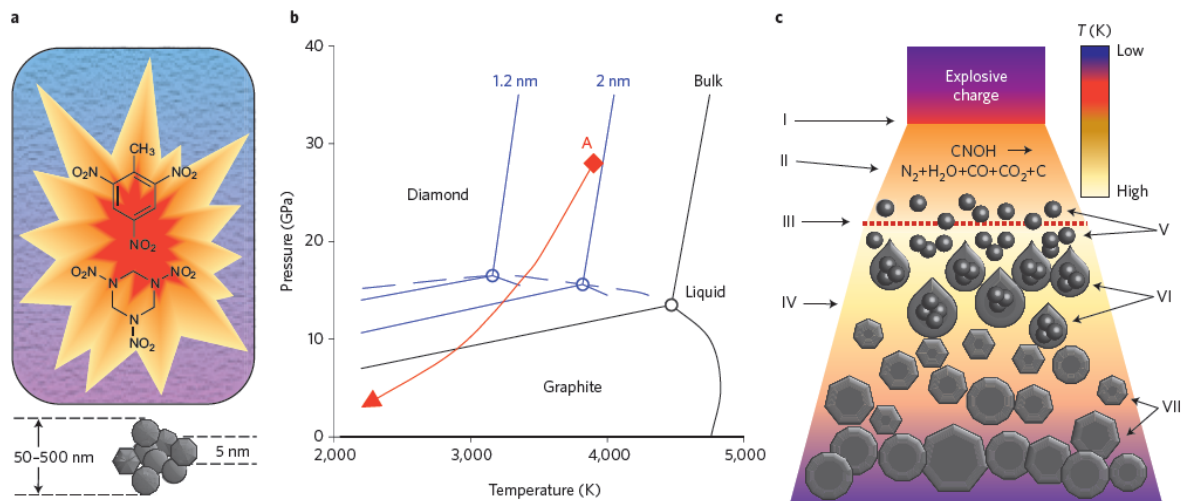 a
CH3
O2N
NO2
NO2
O2N
NO2
N
N
N
NO2
50–500 nm
5 nm
b
40
30
20
10
0
Pressure (GPa)
1.2 nm
2 nm
Bulk
A
Diamond
Liquid
Graphite
2,000
3,000
4,000
5,000
Temperature (K)
c
T (K)
Low
High
Explosive
charge
I
II
CNOH
N2+H2O+CO+CO2+C
III
V
IV
VI
VII